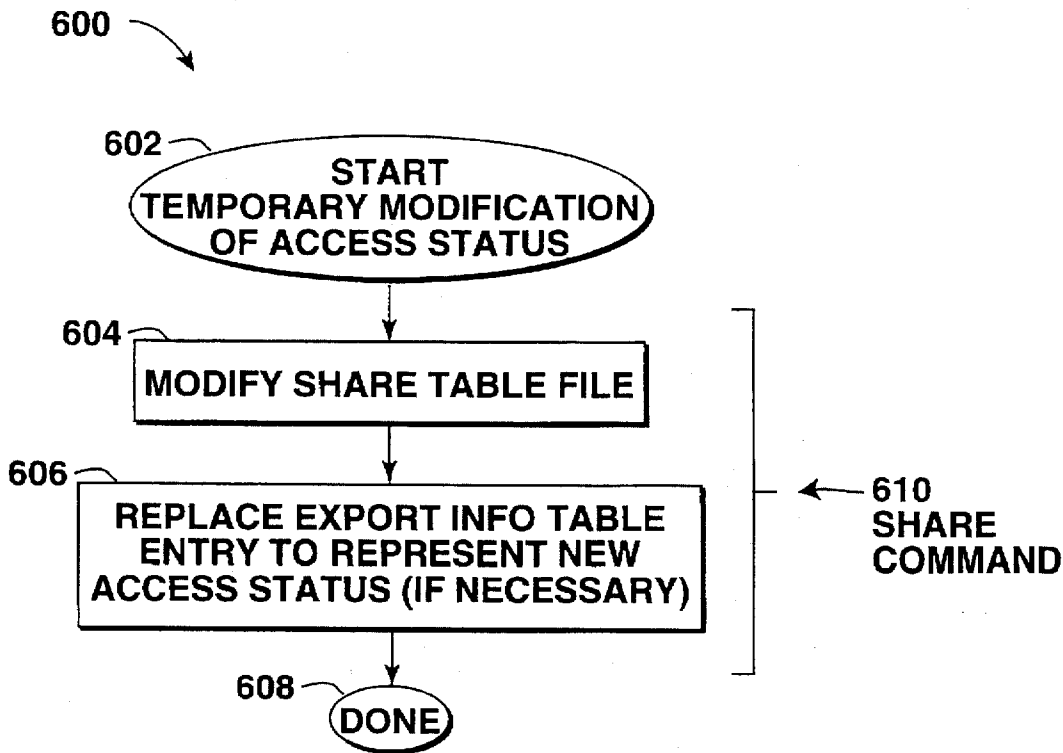 600
602
START
TEMPORARY MODIFICATION
OF ACCESS STATUS
604
MODIFY SHARE TABLE FILE
606
REPLACE EXPORT INFO TABLE
ENTRY TO REPRESENT NEW
ACCESS STATUS (IF NECESSARY)
610
SHARE
COMMAND
608
DONE